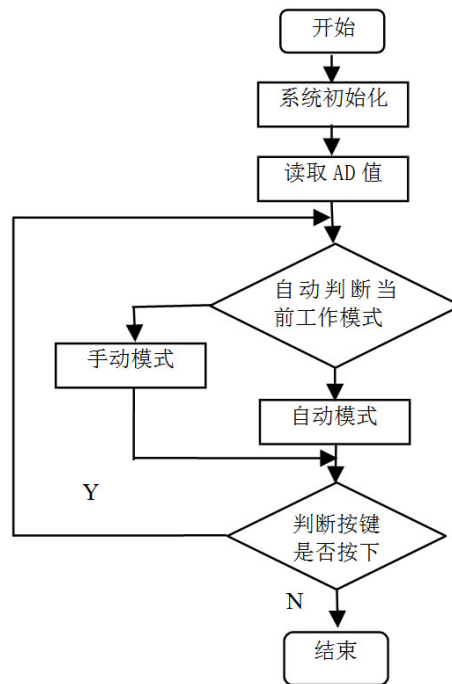 开始
系统初始化
读取 AD 值
自动判断当
前工作模式
手动模式
自动模式
Y
判断按键
是否按下
N
结束